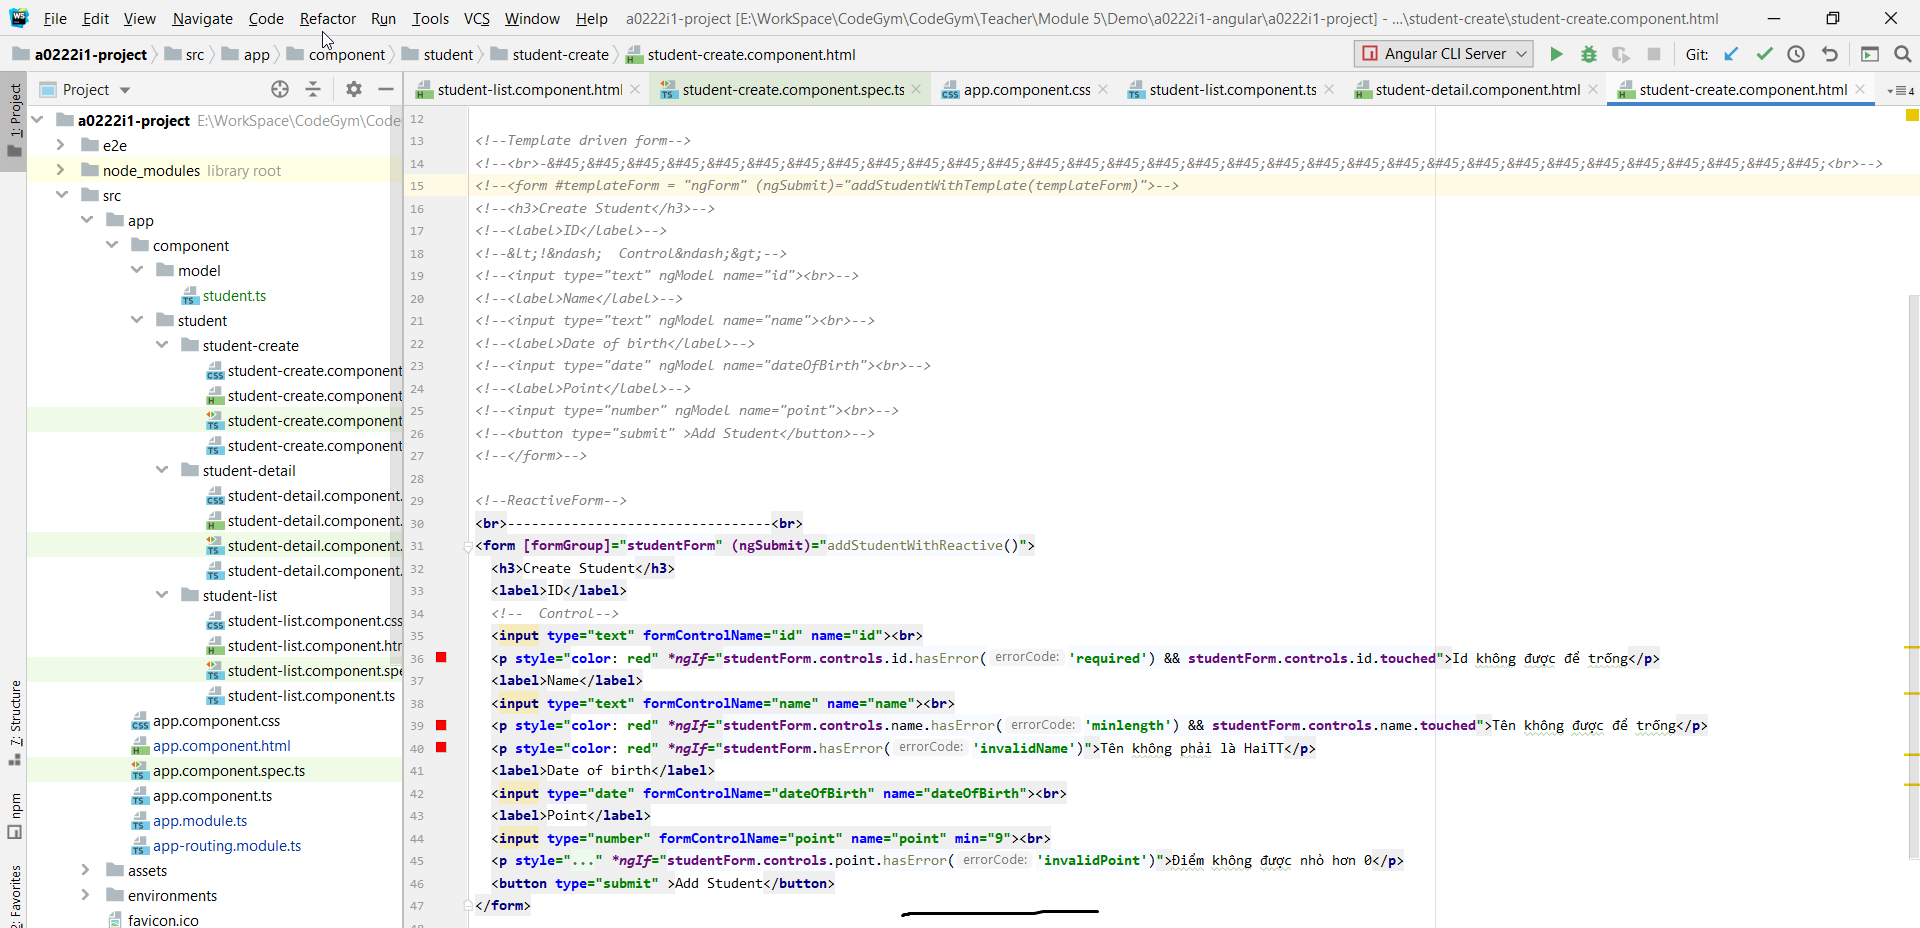 File Edit View Navigate Code Refactor Run Tools VCS Window Help a0222i1-project [E:\WorkSpace\CodeGym\CodeGym\Teacher\Module 5\Demo\a0222i1-angular\a0222i1-project] - ...\student-create\student-create.component.html
a0222i1-project src app component student student-create student-create.component.html Angular CLI Server Git:
Project student-list.component.html student-create.component.spec.ts app.component.css student-list.component.ts student-detail.component.html student-create.component.html 4
1: Project
7: Structure
npm
2: Favorites
a0222i1-project E:\WorkSpace\CodeGym\Code
e2e
node_modules library root
src
app
component
model
student.ts
student
student-create
student-create.component
student-create.component
student-create.component
student-create.component
student-detail
student-detail.component.
student-detail.component.
student-detail.component.
student-detail.component.
student-list
student-list.component.css
student-list.component.htr
student-list.component.spe
student-list.component.ts
app.component.css
app.component.html
app.component.spec.ts
app.component.ts
app.module.ts
app-routing.module.ts
assets
environments
favicon.ico
12
13 <!--Template driven form-->
14 <!--<br>-&#45;&#45;&#45;&#45;&#45;&#45;&#45;&#45;&#45;&#45;&#45;&#45;&#45;&#45;&#45;&#45;&#45;&#45;&#45;&#45;&#45;&#45;&#45;&#45;&#45;&#45;&#45;&#45;&#45;&#45;&#45;&#45;<br>-->
15 <!--<form #templateForm = "ngForm" (ngSubmit)="addStudentWithTemplate(templateForm)">-->
16 <!--<h3>Create Student</h3>-->
17 <!--<label>ID</label>-->
18 <!--&lt;!&ndash;  Control&ndash;&gt;-->
19 <!--<input type="text" ngModel name="id"><br>-->
20 <!--<label>Name</label>-->
21 <!--<input type="text" ngModel name="name"><br>-->
22 <!--<label>Date of birth</label>-->
23 <!--<input type="date" ngModel name="dateOfBirth"><br>-->
24 <!--<label>Point</label>-->
25 <!--<input type="number" ngModel name="point"><br>-->
26 <!--<button type="submit" >Add Student</button>-->
27 <!--</form>-->
28
29 <!--ReactiveForm-->
30 <br>---------------------------------<br>
31 <form [formGroup]="studentForm" (ngSubmit)="addStudentWithReactive()">
32 <h3>Create Student</h3>
33 <label>ID</label>
34 <!--  Control-->
35 <input type="text" formControlName="id" name="id"><br>
36 <p style="color: red" *ngIf="studentForm.controls.id.hasError( errorCode: 'required') && studentForm.controls.id.touched">Id không được để trống</p>
37 <label>Name</label>
38 <input type="text" formControlName="name" name="name"><br>
39 <p style="color: red" *ngIf="studentForm.controls.name.hasError( errorCode: 'minlength') && studentForm.controls.name.touched">Tên không được để trống</p>
40 <p style="color: red" *ngIf="studentForm.hasError( errorCode: 'invalidName')">Tên không phải là HaiTT</p>
41 <label>Date of birth</label>
42 <input type="date" formControlName="dateOfBirth" name="dateOfBirth"><br>
43 <label>Point</label>
44 <input type="number" formControlName="point" name="point" min="9"><br>
45 <p style="..." *ngIf="studentForm.controls.point.hasError( errorCode: 'invalidPoint')">Điểm không được nhỏ hơn 0</p>
46 <button type="submit" >Add Student</button>
47 </form>